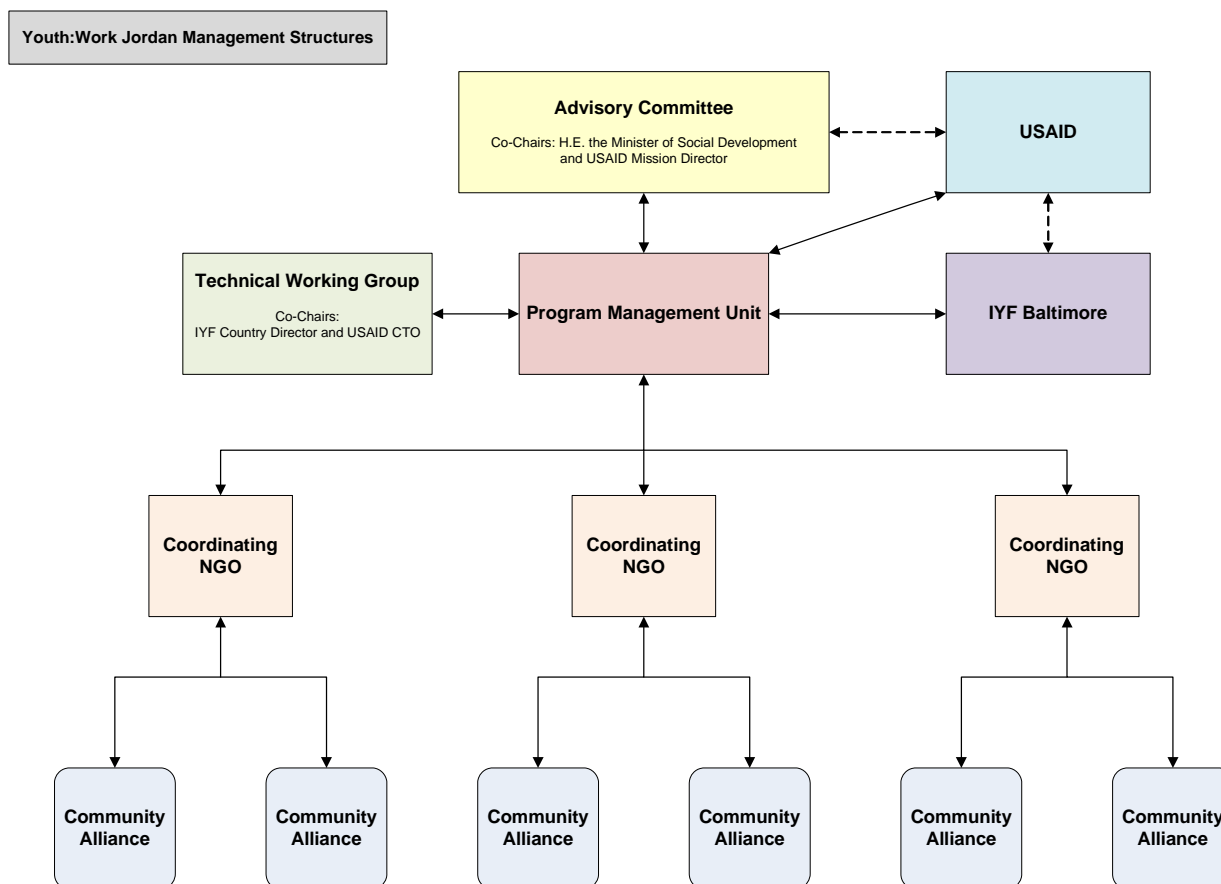 Youth:Work Jordan Management Structures
Advisory Committee
Co-Chairs: H.E. the Minister of Social Development
and USAID Mission Director
USAID
Technical Working Group
Co-Chairs:
IYF Country Director and USAID CTO
Program Management Unit
IYF Baltimore
Coordinating
NGO
Coordinating
NGO
Coordinating
NGO
Community
Alliance
Community
Alliance
Community
Alliance
Community
Alliance
Community
Alliance
Community
Alliance